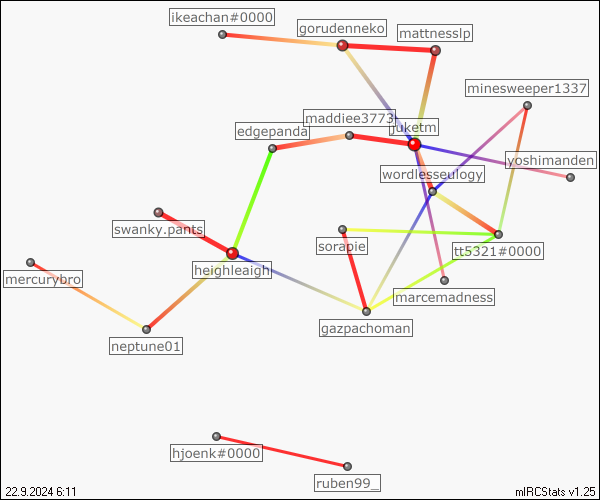 ikeachan#0000
gorudenneko
mattnesslp
minesweeper1337
maddiee3773
juketm
edgepanda
yoshimanden
wordlesseulogy
swanky.pants
sorapie
tt5321#0000
heighleaigh
mercurybro
marcemadness
gazpachoman
neptune01
hjoenk#0000
ruben99_
22.9.2024 6:11
mIRCStats v1.25